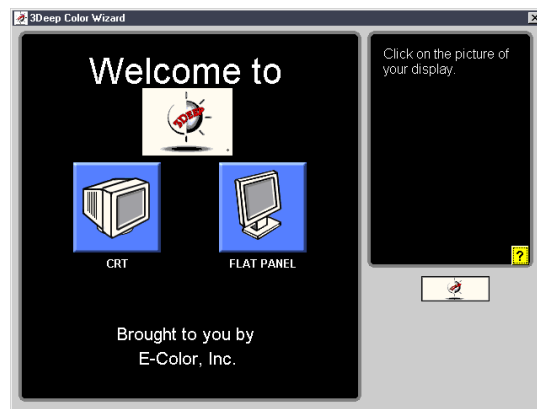 3Deep Color Wizard
Welcome to
3DEEP
CRT
FLAT PANEL
Brought to you by
E-Color, Inc.
Click on the picture of
your display.
?